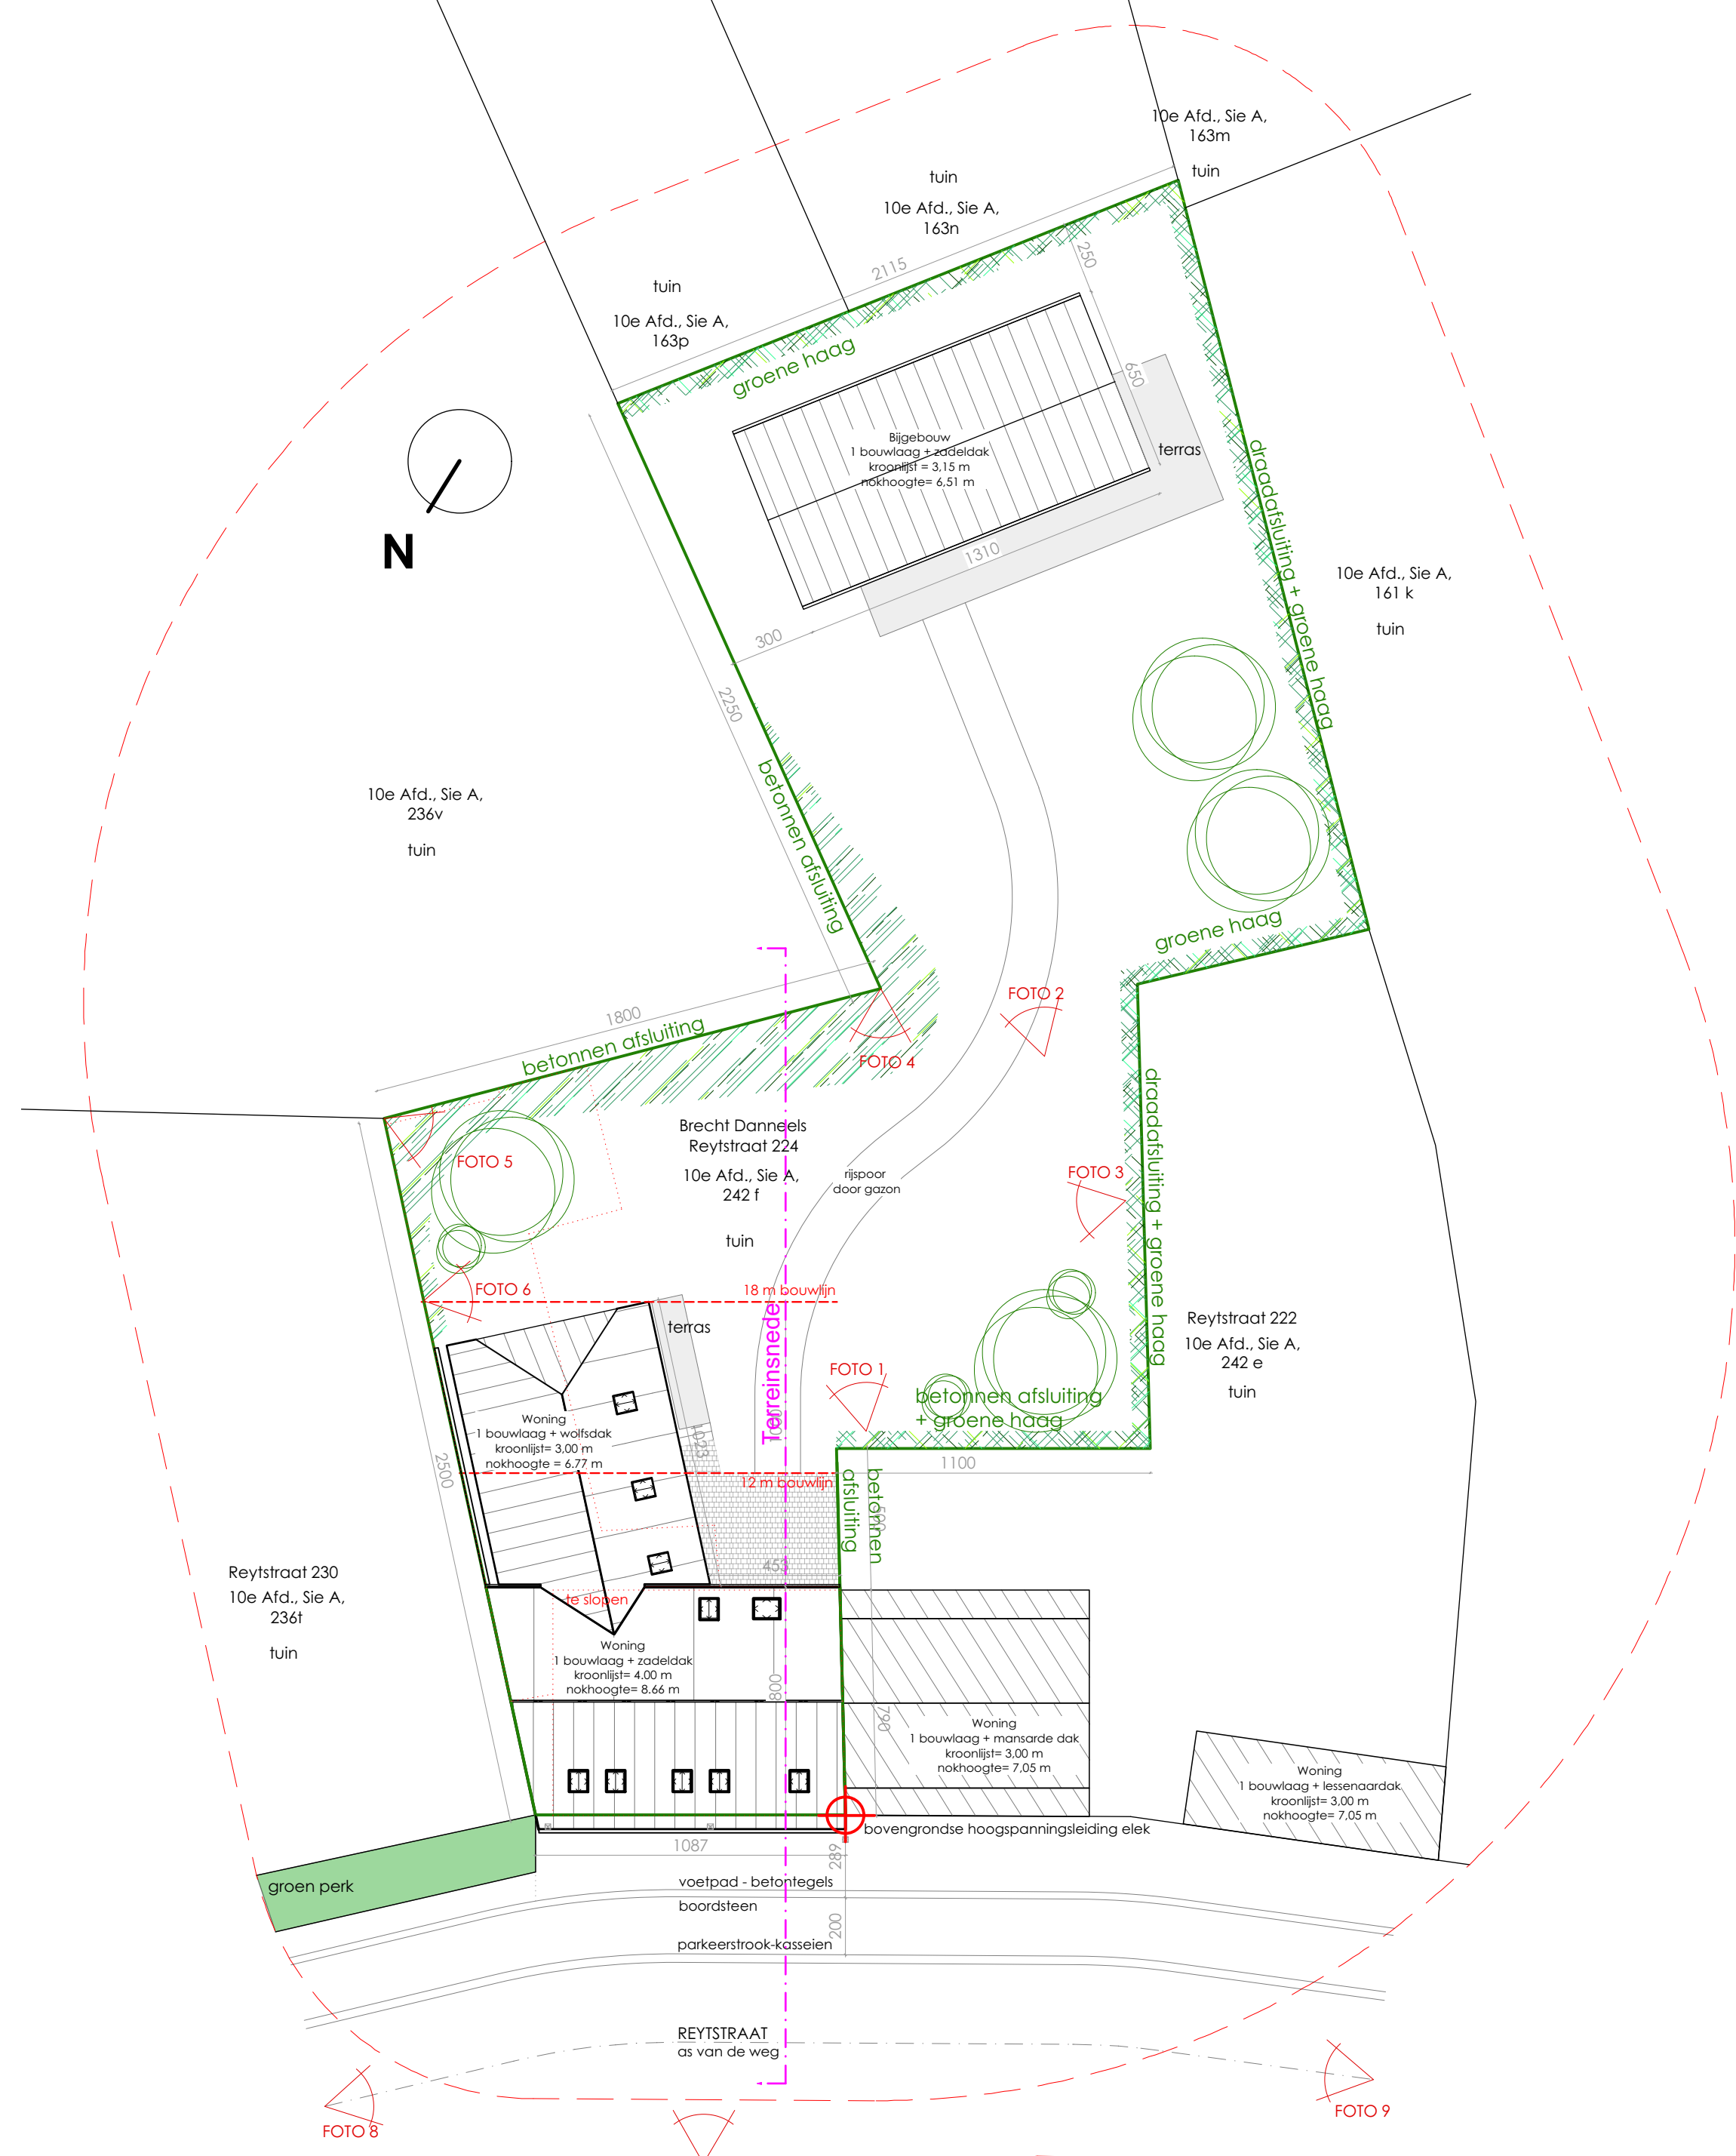 10e Afd., Sie A,
163m
tuin
tuin
10e Afd., Sie A,
163n
250
2115
tuin
10e Afd., Sie A,
163p
groene haag
650
Bijgebouw
1 bouwlaag + zadeldak
kroonlijst = 3,15 m
nokhoogte= 6,51 m
terras
draadafsluiting + groene haag
N
1310
10e Afd., Sie A,
161 k
tuin
300
2250
betonnen afsluiting
10e Afd., Sie A,
236v
tuin
groene haag
FOTO 2
1800
betonnen afsluiting
FOTO 4
Brecht Danneels
Reytstraat 224
10e Afd., Sie A,
242 f
tuin
FOTO 5
rijspoor
door gazon
FOTO 3
draadafsluiting + groene haag
FOTO 6
18 m bouwlijn
terras
Terreinsnede
Reytstraat 222
10e Afd., Sie A,
242 e
tuin
FOTO 1
betonnen afsluiting
+ groene haag
Woning
1 bouwlaag + wolfsdak
kroonlijst= 3,00 m
nokhoogte = 6.77 m
1023
2500
1100
12 m bouwlijn
betonnen
afsluiting
590
453
Reytstraat 230
10e Afd., Sie A,
236t
tuin
te slopen
Woning
1 bouwlaag + zadeldak
kroonlijst= 4.00 m
nokhoogte= 8.66 m
800
790
Woning
1 bouwlaag + mansarde dak
kroonlijst= 3,00 m
nokhoogte= 7,05 m
Woning
1 bouwlaag + lessenaardak
kroonlijst= 3,00 m
nokhoogte= 7,05 m
bovengrondse hoogspanningsleiding elek
1087
289
groen perk
voetpad - betontegels
boordsteen
200
parkeerstrook-kasseien
REYTSTRAAT
as van de weg
FOTO 8
FOTO 9